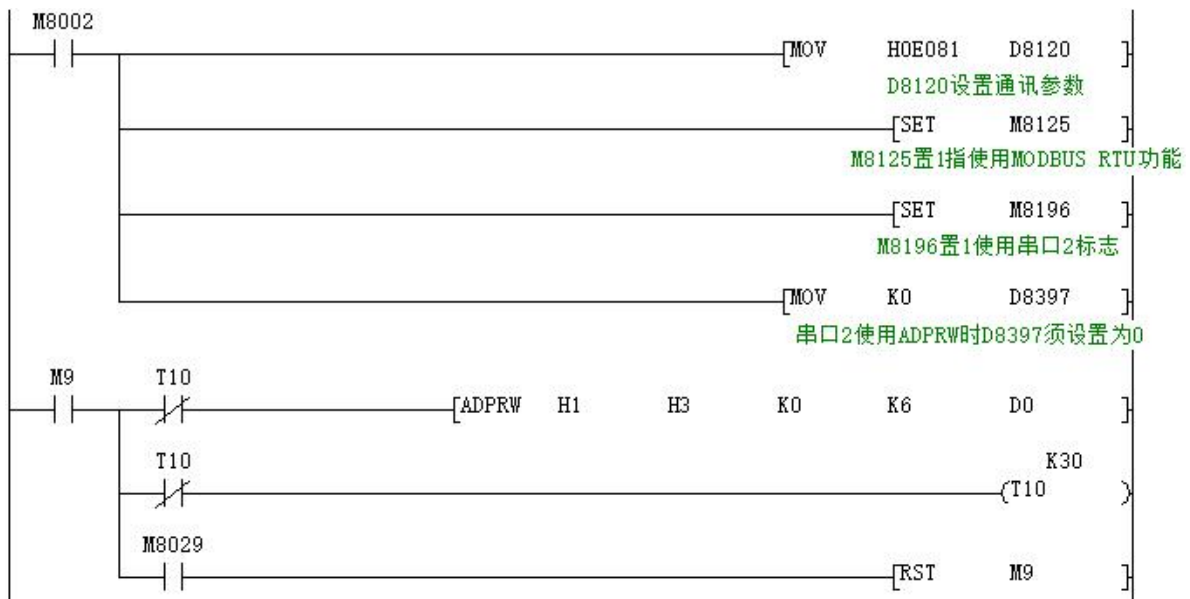 M8002
MOV H0E081 D8120
D8120设置通讯参数
SET M8125
M8125置1指使用MODBUS RTU功能
SET M8196
M8196置1使用串口2标志
MOV K0 D8397
串口2使用ADPRW时D8397须设置为0
M9 T10
ADPRW H1 H3 K0 K6 D0
T10 K30
T10
M8029
RST M9